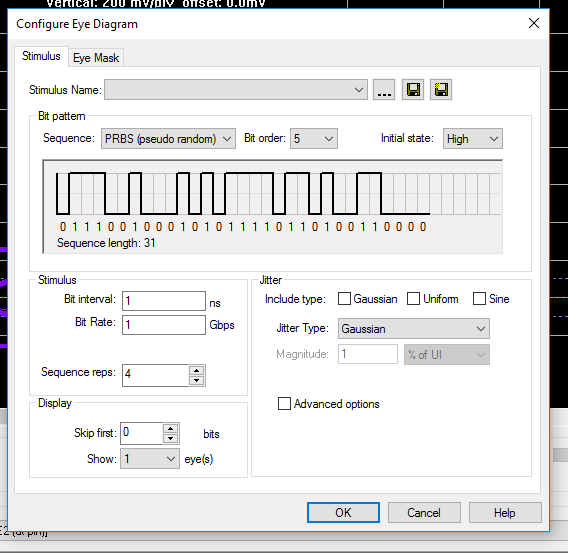 Vertical: 200 mV/div offset: 0.0mV
Configure Eye Diagram
Stimulus Eye Mask
Stimulus Name: ...
Bit pattern
Sequence: PRBS (pseudo random) Bit order: 5 Initial state: High
0 1 1 1 0 0 1 0 0 0 1 0 1 0 1 1 1 1 0 1 1 0 1 0 0 1 1 0 0 0 0
Sequence length: 31
Stimulus Jitter
Bit interval: 1 ns Include type: Gaussian Uniform Sine
Bit Rate: 1 Gbps Jitter Type: Gaussian
Magnitude: 1 % of UI
Sequence reps: 4
Display Advanced options
Skip first: 0 bits
Show: 1 eye(s)
OK Cancel Help